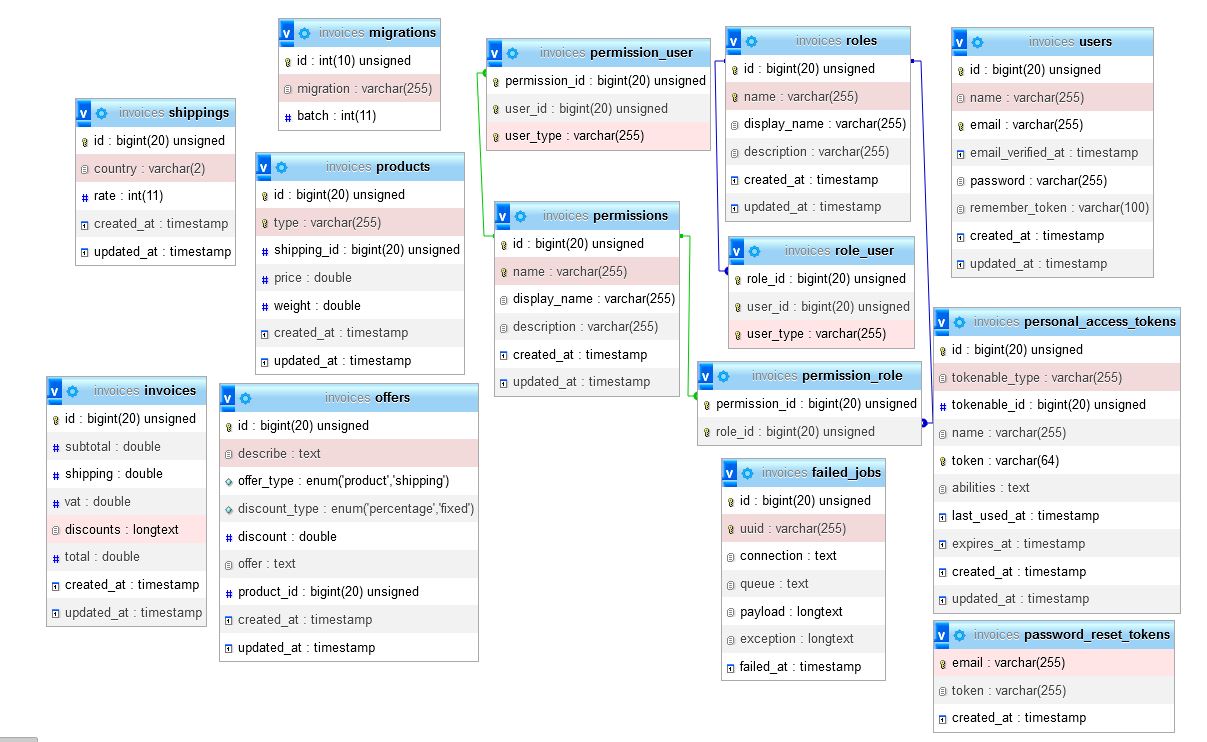 invoices migrations
id : int(10) unsigned
migration : varchar(255)
batch : int(11)
invoices shippings
id : bigint(20) unsigned
country : varchar(2)
rate : int(11)
created_at : timestamp
updated_at : timestamp
invoices products
id : bigint(20) unsigned
type : varchar(255)
shipping_id : bigint(20) unsigned
price : double
weight : double
created_at : timestamp
updated_at : timestamp
invoices invoices
id : bigint(20) unsigned
subtotal : double
shipping : double
vat : double
discounts : longtext
total : double
created_at : timestamp
updated_at : timestamp
invoices offers
id : bigint(20) unsigned
describe : text
offer_type : enum('product','shipping')
discount_type : enum('percentage','fixed')
discount : double
offer : text
product_id : bigint(20) unsigned
created_at : timestamp
updated_at : timestamp
invoices permission_user
permission_id : bigint(20) unsigned
user_id : bigint(20) unsigned
user_type : varchar(255)
invoices permissions
id : bigint(20) unsigned
name : varchar(255)
display_name : varchar(255)
description : varchar(255)
created_at : timestamp
updated_at : timestamp
invoices roles
id : bigint(20) unsigned
name : varchar(255)
display_name : varchar(255)
description : varchar(255)
created_at : timestamp
updated_at : timestamp
invoices role_user
role_id : bigint(20) unsigned
user_id : bigint(20) unsigned
user_type : varchar(255)
invoices permission_role
permission_id : bigint(20) unsigned
role_id : bigint(20) unsigned
invoices failed_jobs
id : bigint(20) unsigned
uuid : varchar(255)
connection : text
queue : text
payload : longtext
exception : longtext
failed_at : timestamp
invoices users
id : bigint(20) unsigned
name : varchar(255)
email : varchar(255)
email_verified_at : timestamp
password : varchar(255)
remember_token : varchar(100)
created_at : timestamp
updated_at : timestamp
invoices personal_access_tokens
id : bigint(20) unsigned
tokenable_type : varchar(255)
tokenable_id : bigint(20) unsigned
name : varchar(255)
token : varchar(64)
abilities : text
last_used_at : timestamp
expires_at : timestamp
created_at : timestamp
updated_at : timestamp
invoices password_reset_tokens
email : varchar(255)
token : varchar(255)
created_at : timestamp